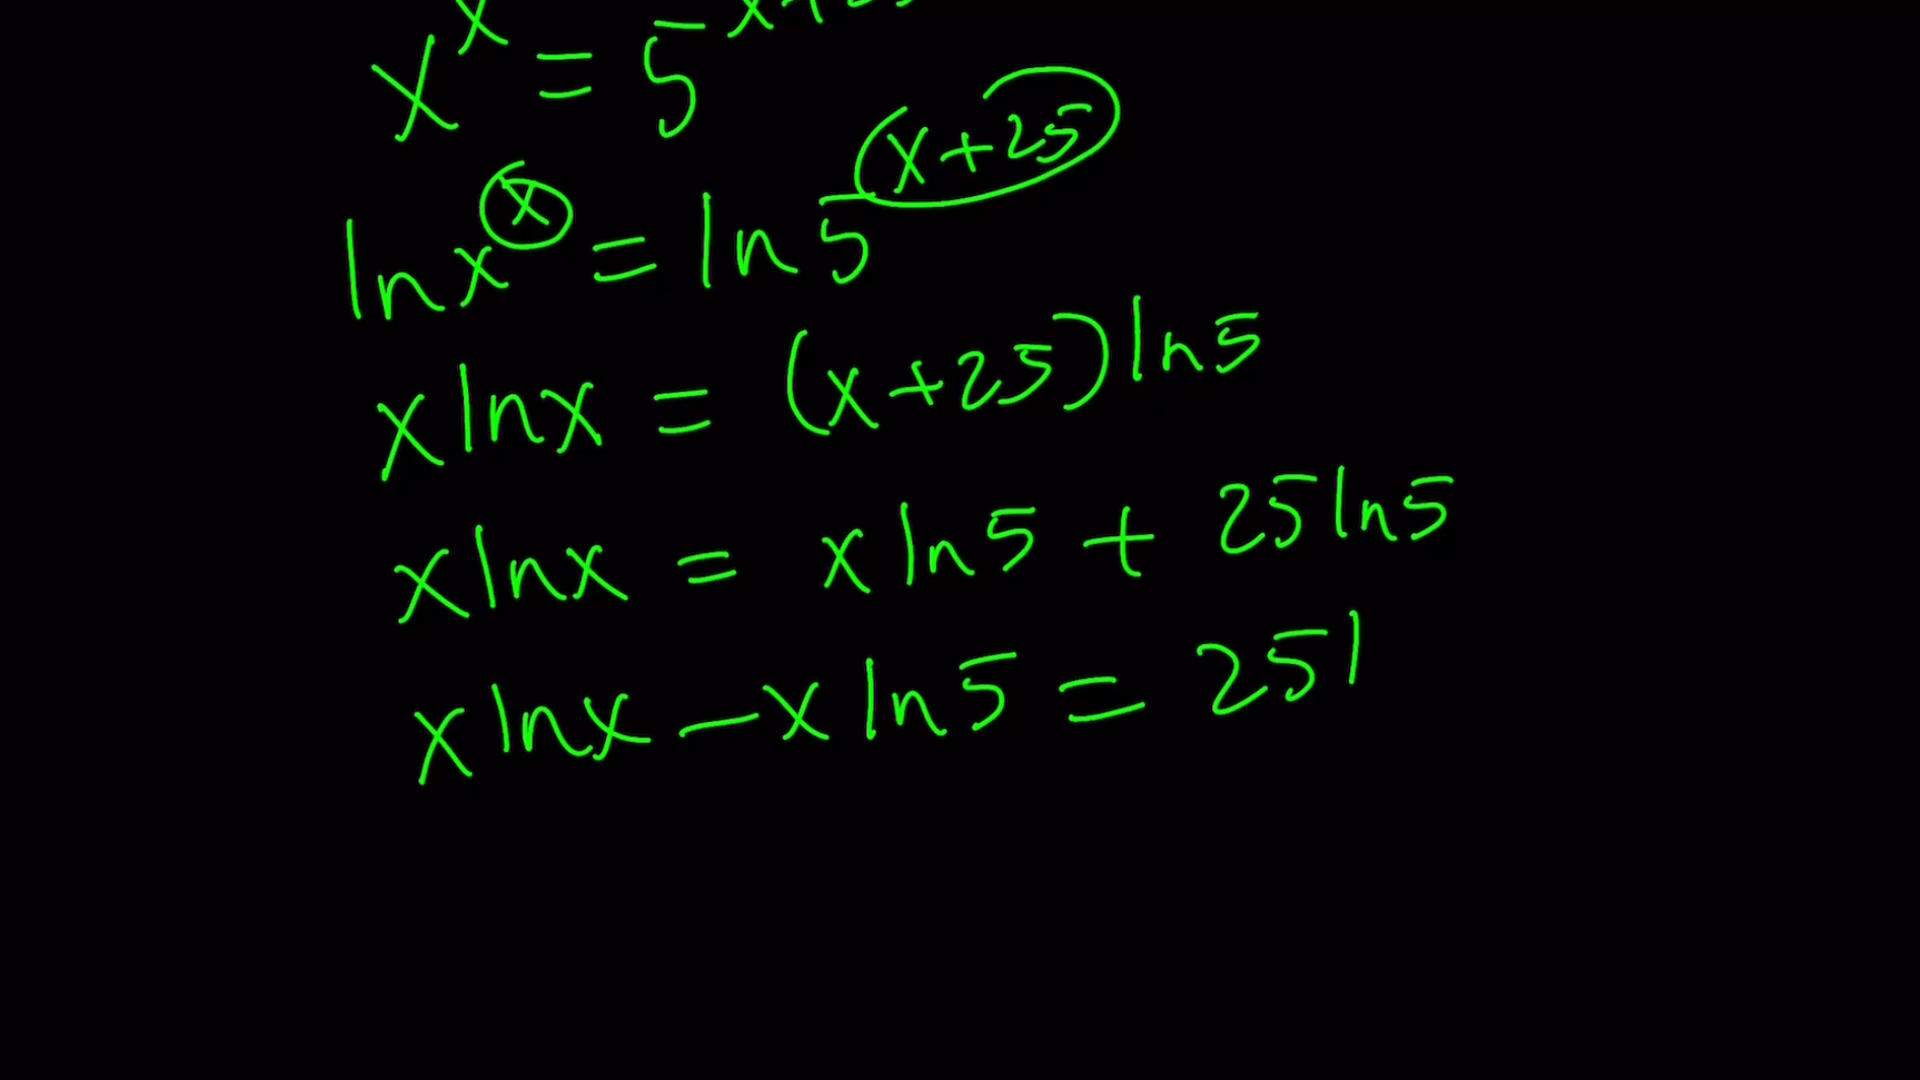 x^x = 5^{x+25}
ln x^x = ln 5^{x+25}
x ln x = (x+25) ln 5
x ln x = x ln 5 + 25 ln 5
x ln x − x ln 5 = 25 l